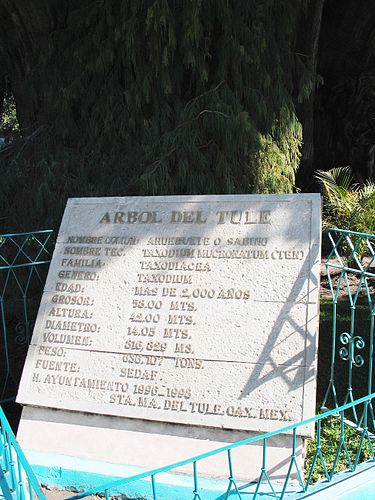 ARBOL DEL TULE
NOMBRE COMUN: AHUEHUETE O SABINO
NOMBRE TEC. TAXODIUM MUCRONATUM (TEN)
FAMILIA: TAXODIACEA
GENERO: TAXODIUM
EDAD: MAS DE 2,000 AÑOS
GROSOR: 58.00 MTS.
ALTURA: 42.00 MTS.
DIAMETRO: 14.05 MTS.
VOLUMEN: 816,829 M3.
PESO: 636.107 TONS.
FUENTE: SEDAF
H. AYUNTAMIENTO 1996-1998
STA. MA. DEL TULE, OAX. MEX.